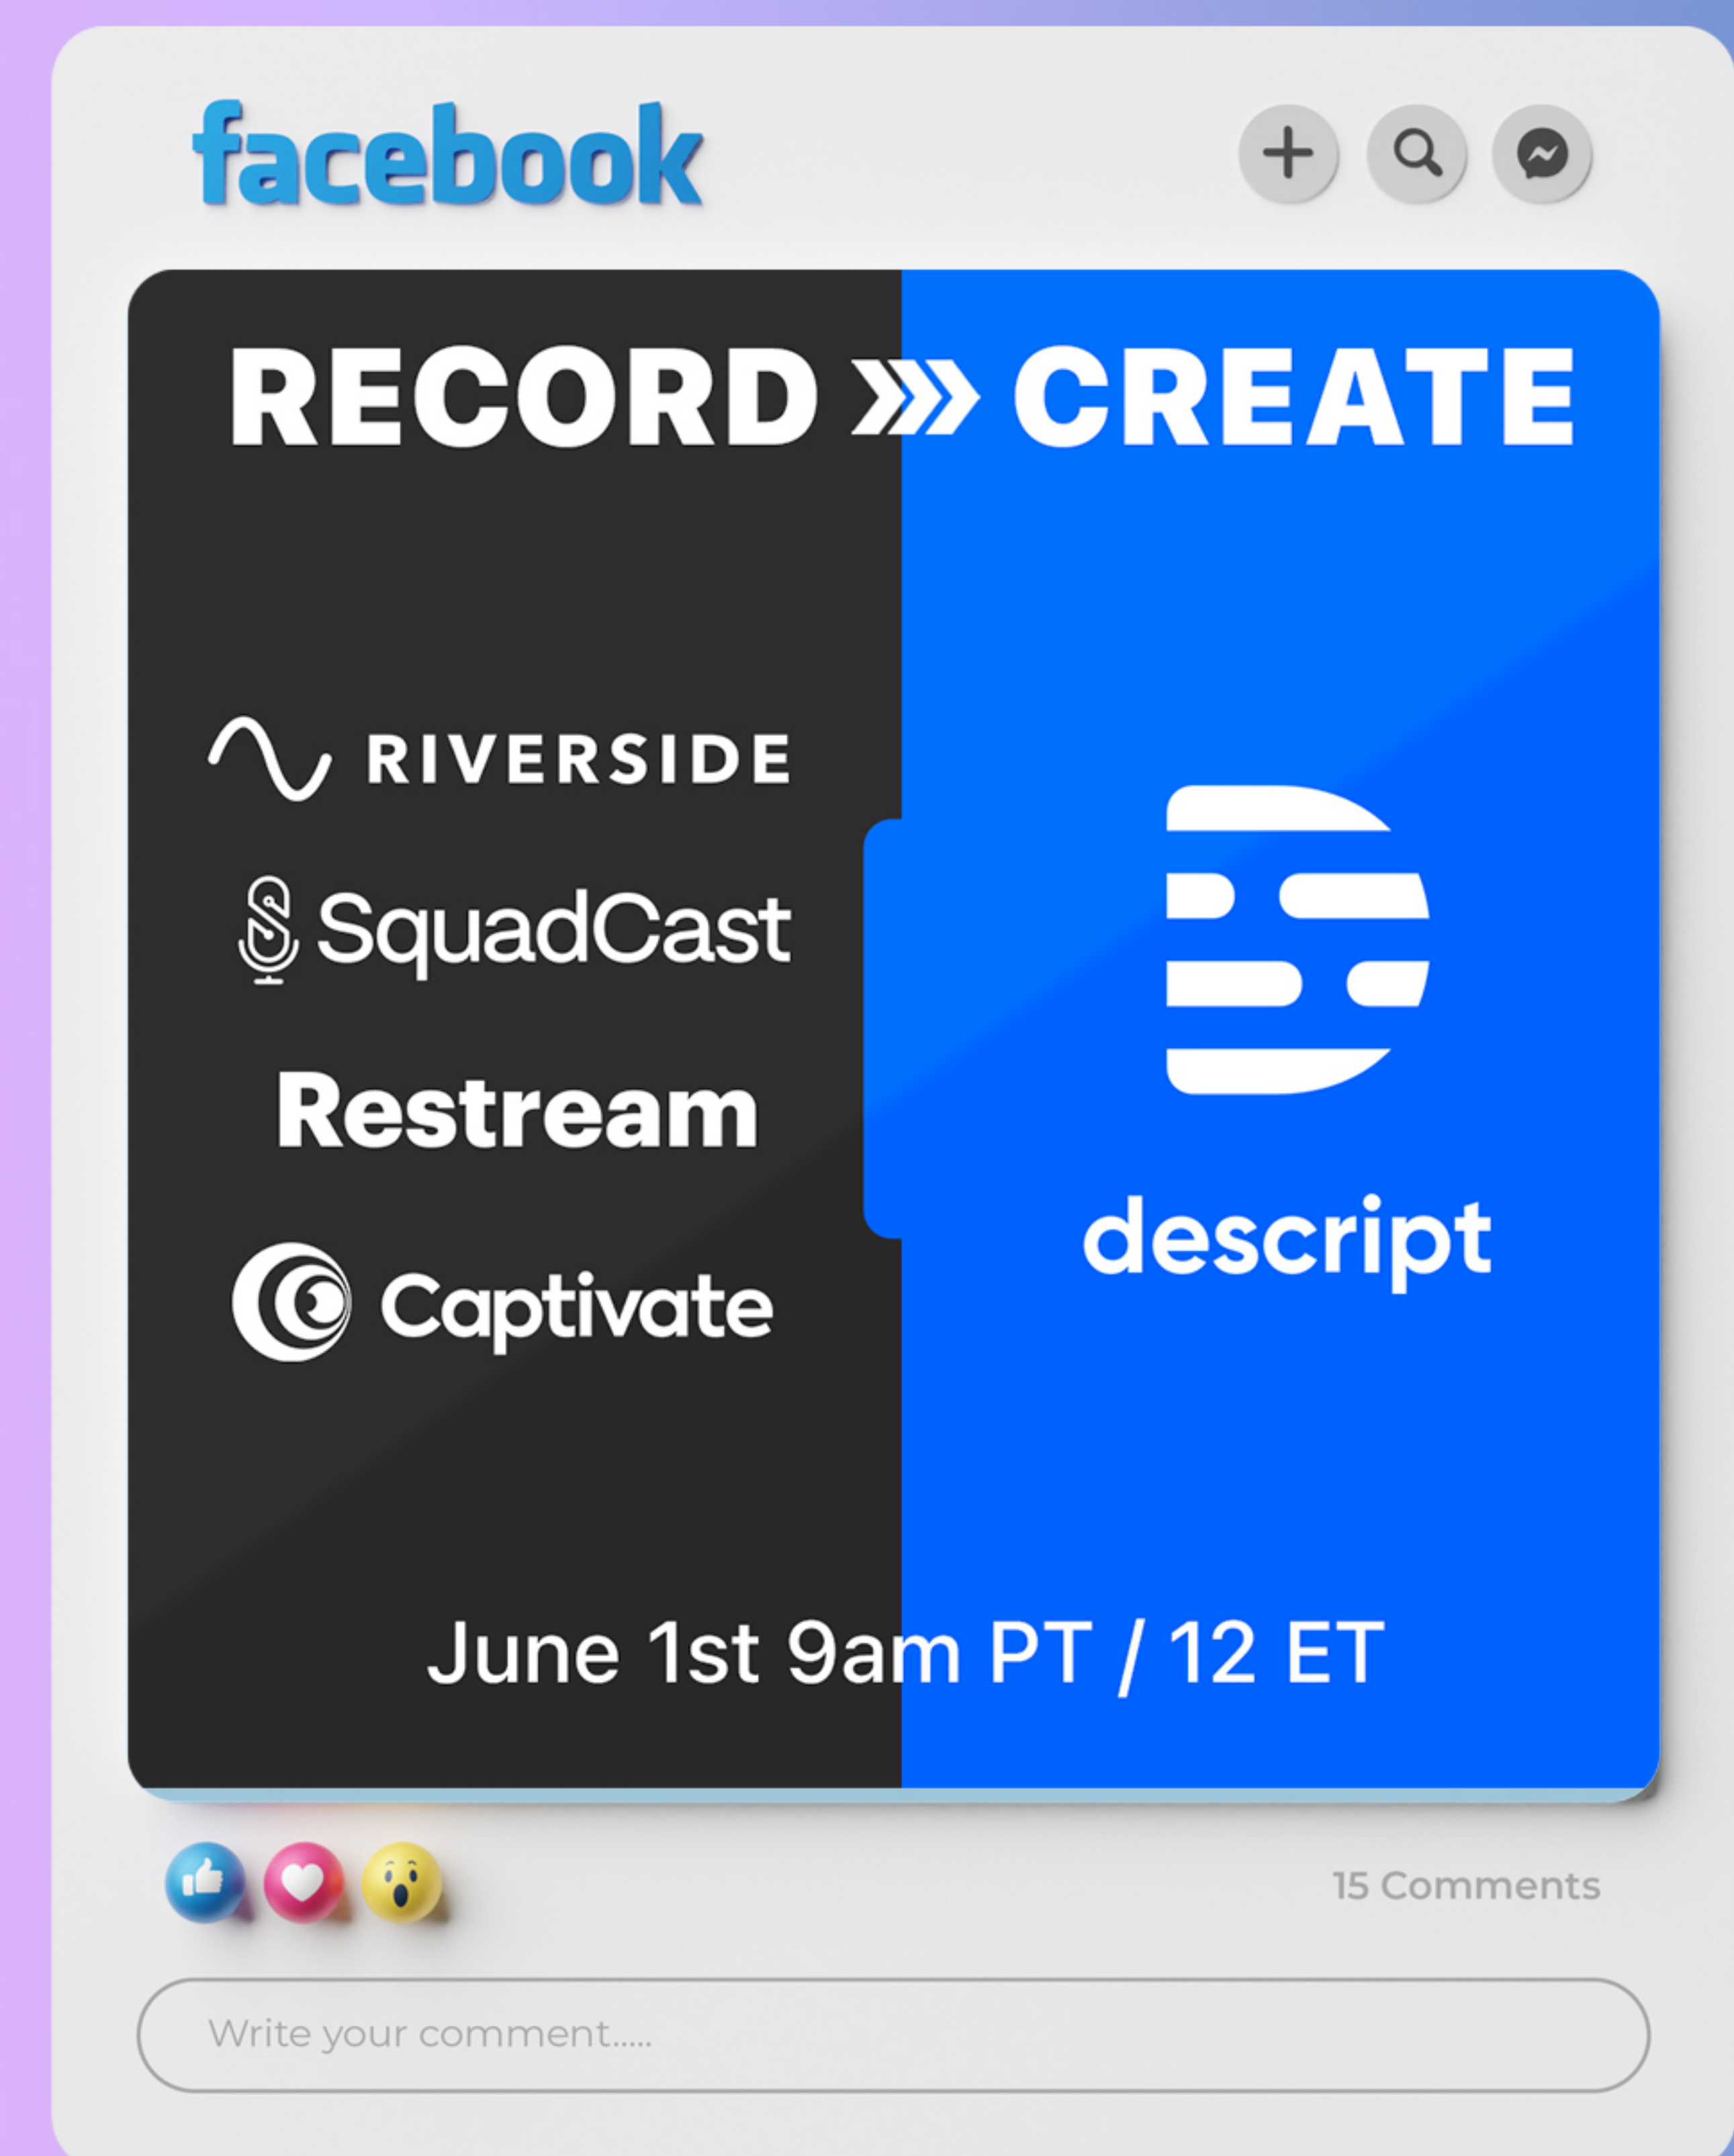 facebook
RECORD CREATE
RIVERSIDE
SquadCast
Restream
Captivate
descript
June 1st 9am PT / 12 ET
15 Comments
Write your comment.....